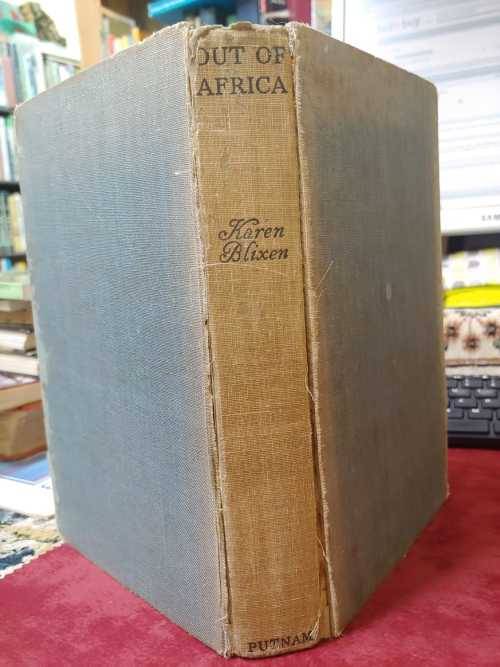 OUT OF
AFRICA
Karen
Blixen
PUTNAM